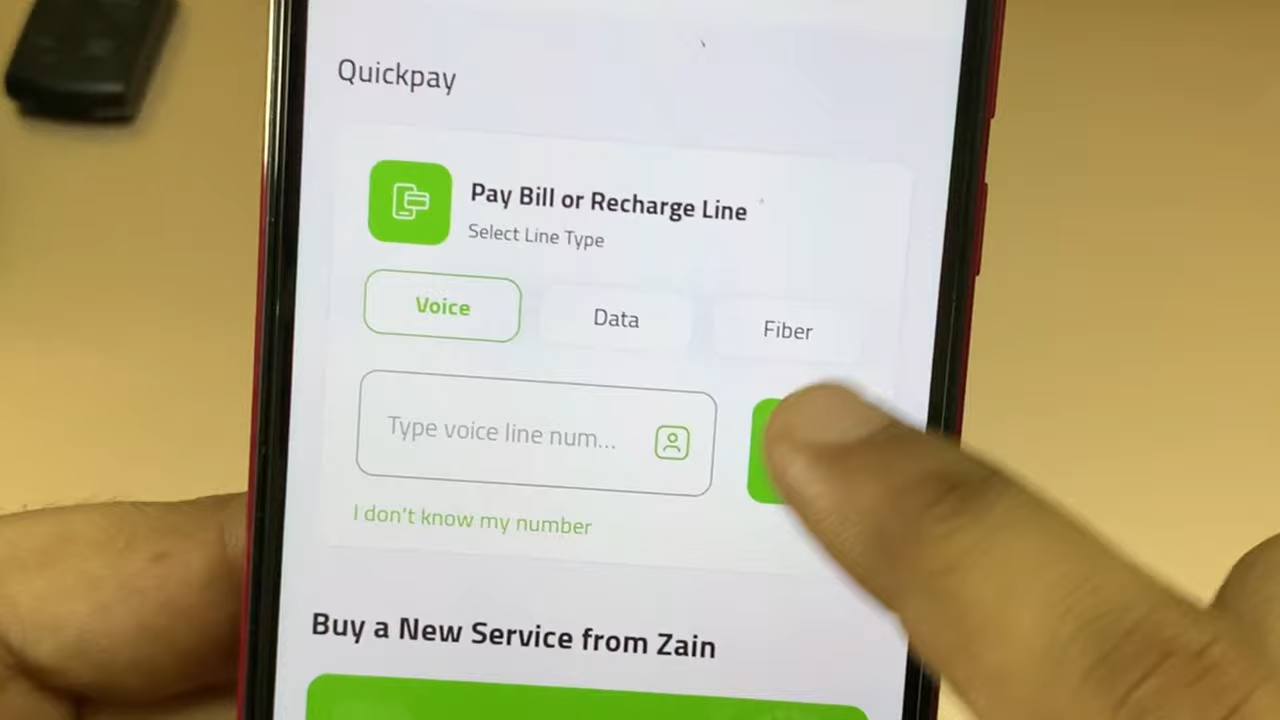 Quickpay
Pay Bill or Recharge Line
Select Line Type
Voice
Data
Fiber
Type voice line num...
I don't know my number
Buy a New Service from Zain